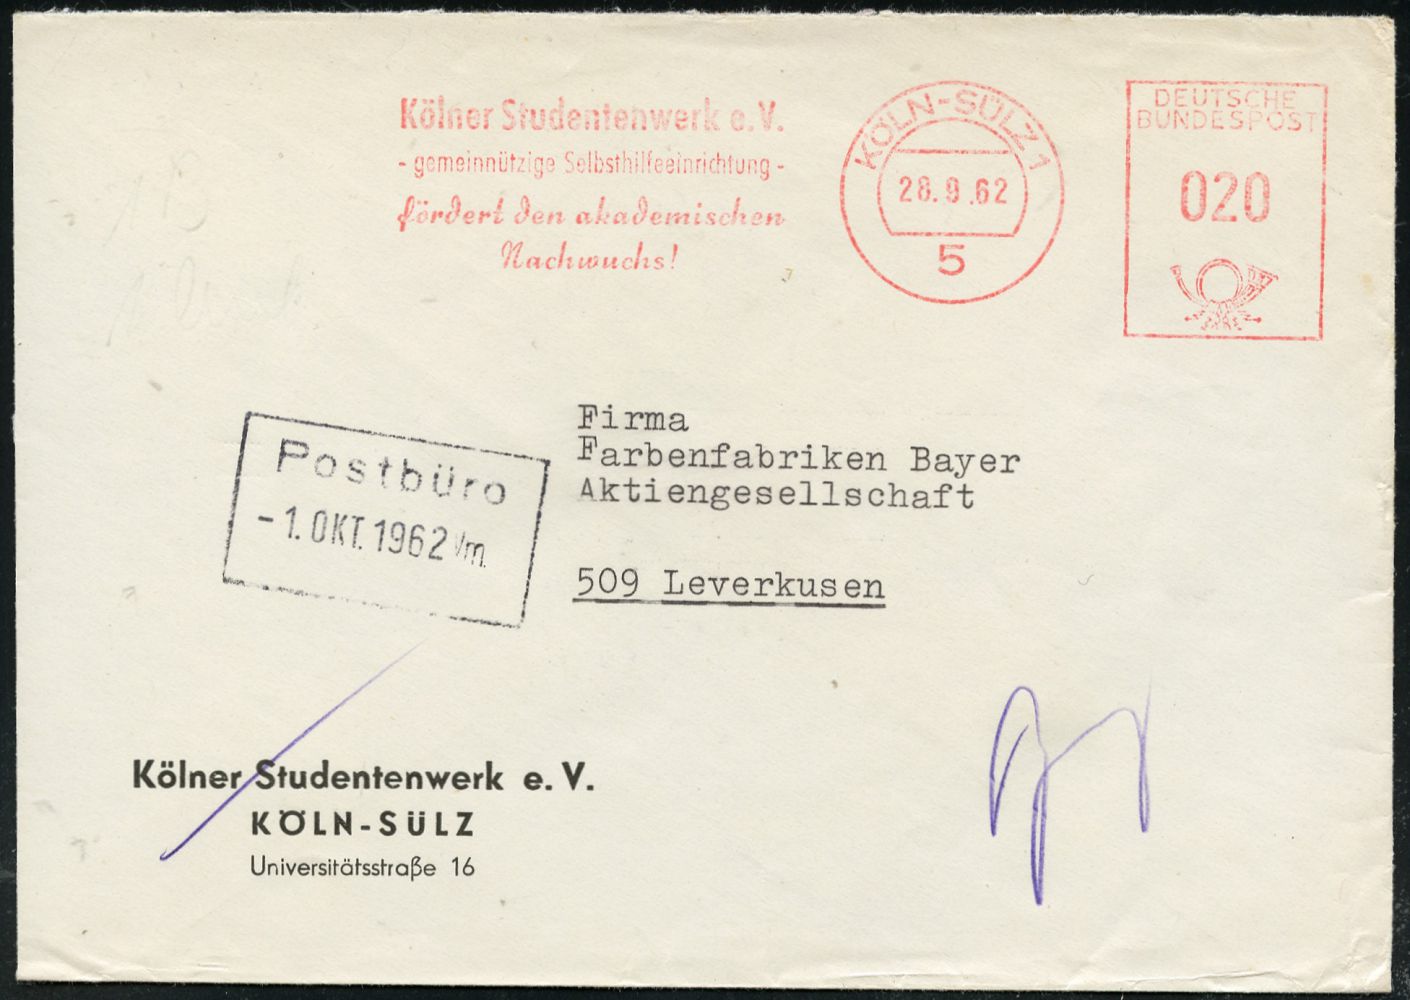 Kölner Studentenwerk e. V.
- gemeinnützige Selbsthilfeeinrichtung -
fördert den akademischen
Nachwuchs!
KÖLN-SÜLZ 1
28. 9. 62
5
DEUTSCHE
BUNDESPOST
020
Firma
Farbenfabriken Bayer
Aktiengesellschaft
509 Leverkusen
Postbüro
-1. OKT. 1962 Vm.
Kölner Studentenwerk e. V.
KÖLN-SÜLZ
Universitätsstraße 16